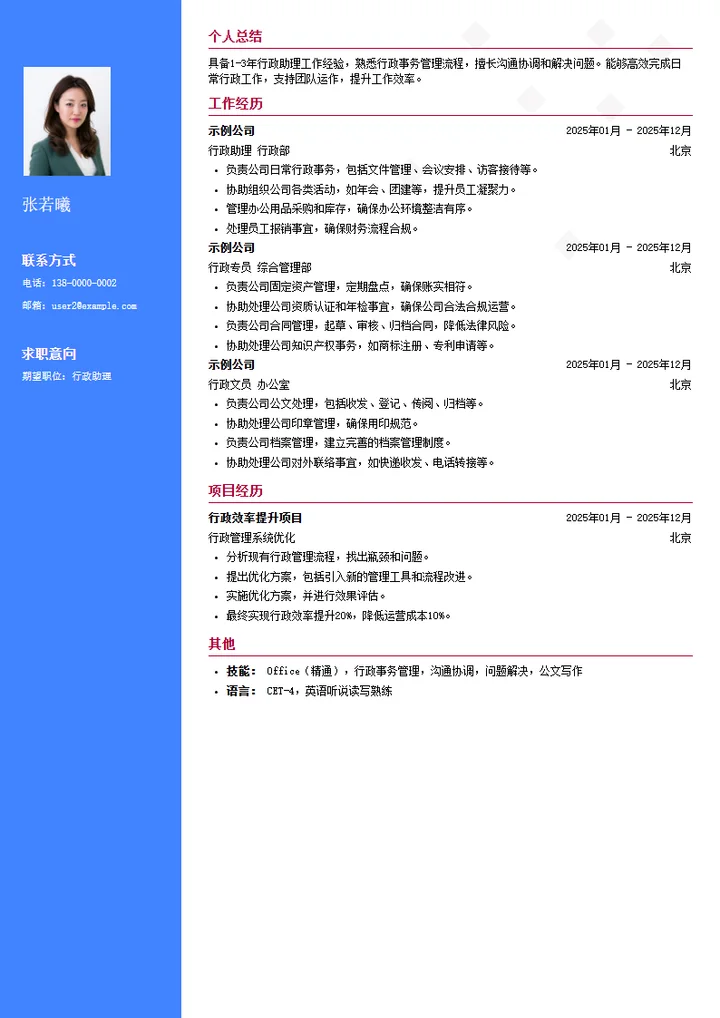 张若曦
联系方式
电话：138-0000-0002
邮箱：user2@example.com
求职意向
期望职位：行政助理
个人总结
具备1-3年行政助理工作经验，熟悉行政事务管理流程，擅长沟通协调和解决问题。能够高效完成日
常行政工作，支持团队运作，提升工作效率。
工作经历
示例公司 2025年01月 - 2025年12月
行政助理 行政部 北京
• 负责公司日常行政事务，包括文件管理、会议安排、访客接待等。
• 协助组织公司各类活动，如年会、团建等，提升员工凝聚力。
• 管理办公用品采购和库存，确保办公环境整洁有序。
• 处理员工报销事宜，确保财务流程合规。
示例公司 2025年01月 - 2025年12月
行政专员 综合管理部 北京
• 负责公司固定资产管理，定期盘点，确保账实相符。
• 协助处理公司资质认证和年检事宜，确保公司合法合规运营。
• 负责公司合同管理，起草、审核、归档合同，降低法律风险。
• 协助处理公司知识产权事务，如商标注册、专利申请等。
示例公司 2025年01月 - 2025年12月
行政文员 办公室 北京
• 负责公司公文处理，包括收发、登记、传阅、归档等。
• 协助处理公司印章管理，确保用印规范。
• 负责公司档案管理，建立完善的档案管理制度。
• 协助处理公司对外联络事宜，如快递收发、电话转接等。
项目经历
行政效率提升项目 2025年01月 - 2025年12月
行政管理系统优化 北京
• 分析现有行政管理流程，找出瓶颈和问题。
• 提出优化方案，包括引入新的管理工具和流程改进。
• 实施优化方案，并进行效果评估。
• 最终实现行政效率提升20%，降低运营成本10%。
其他
• 技能： Office（精通），行政事务管理，沟通协调，问题解决，公文写作
• 语言： CET-4，英语听说读写熟练